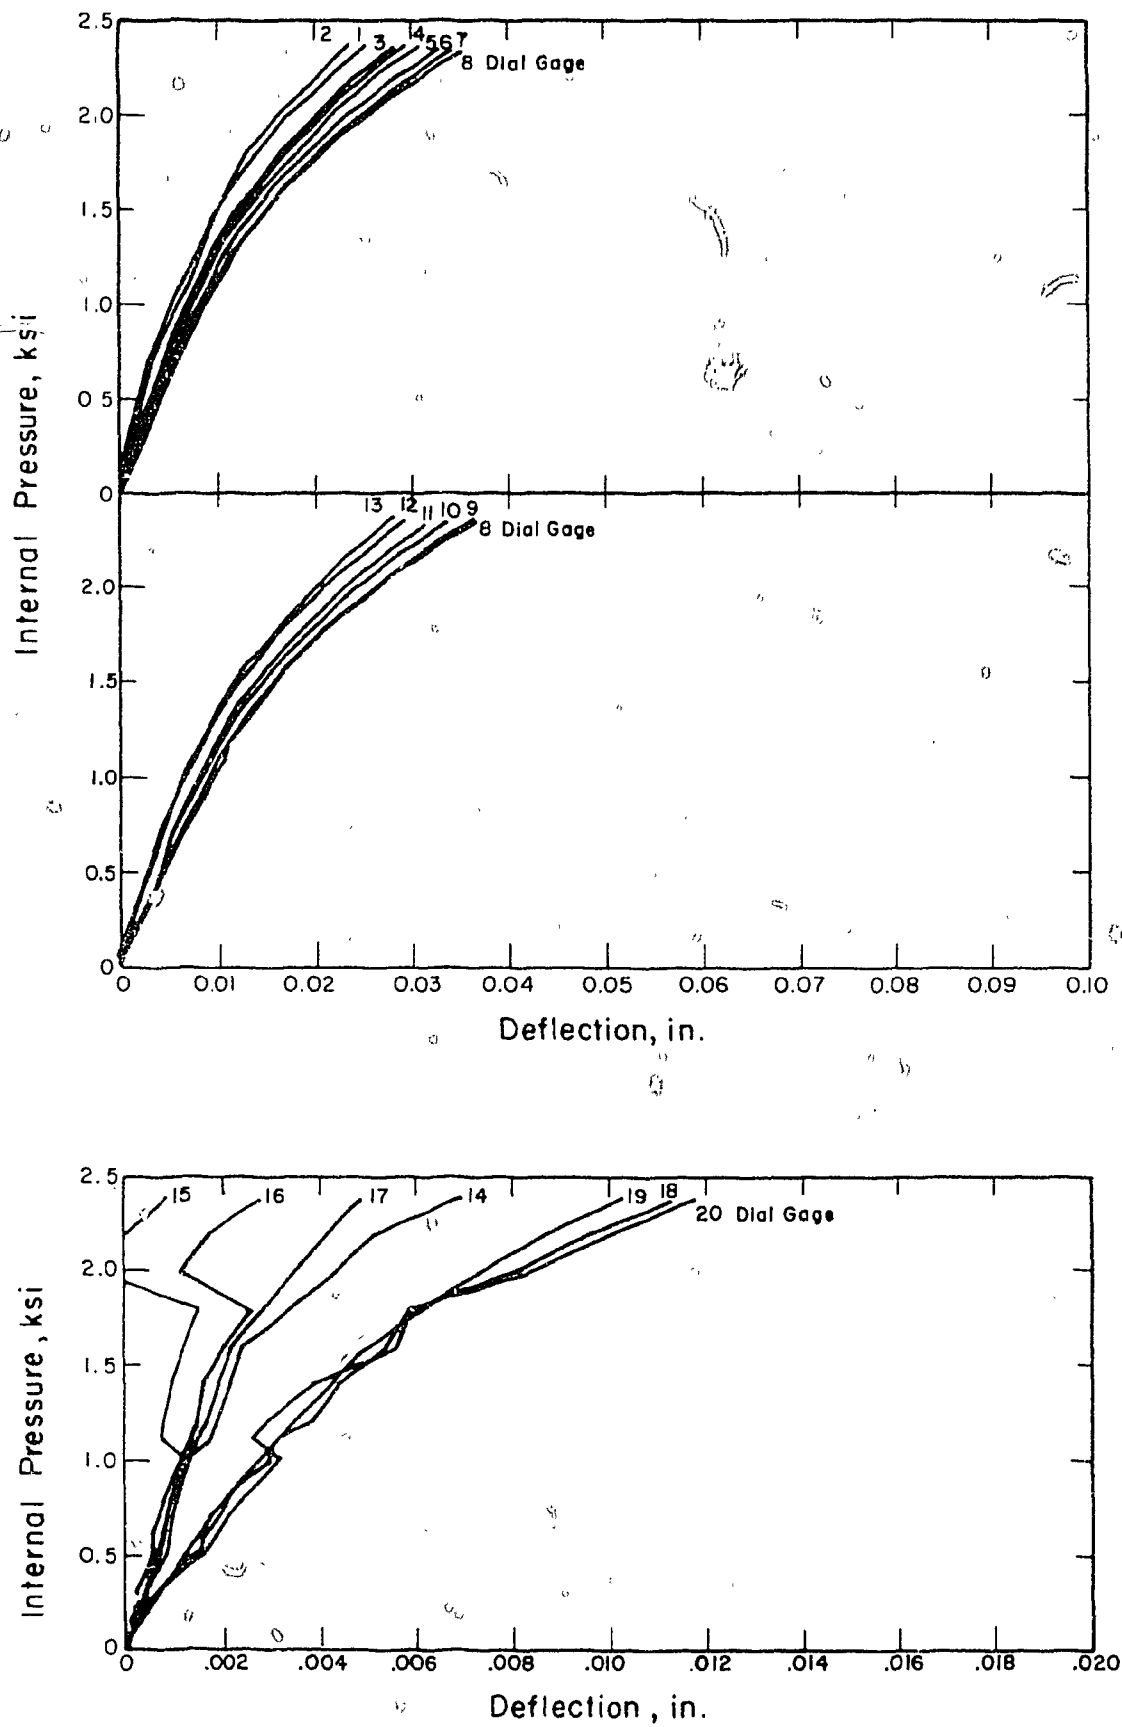 2.5
2 1 3 4 5 6 7
8 Dial Gage
2.0
1.5
1.0
0 5
0
13 12 11 10 9
8 Dial Gage
2.0
1.5
1.0
0.5
0
Internal Pressure, ksi
0 0.01 0.02 0.03 0.04 0.05 0.06 0.07 0.08 0.09 0.10
Deflection, in.
2.5
15 16 17 14 19 18
20 Dial Gage
2.0
1.5
1.0
0.5
0
Internal Pressure, ksi
0 .002 .004 .006 .008 .010 .012 .014 .016 .018 .020
Deflection, in.